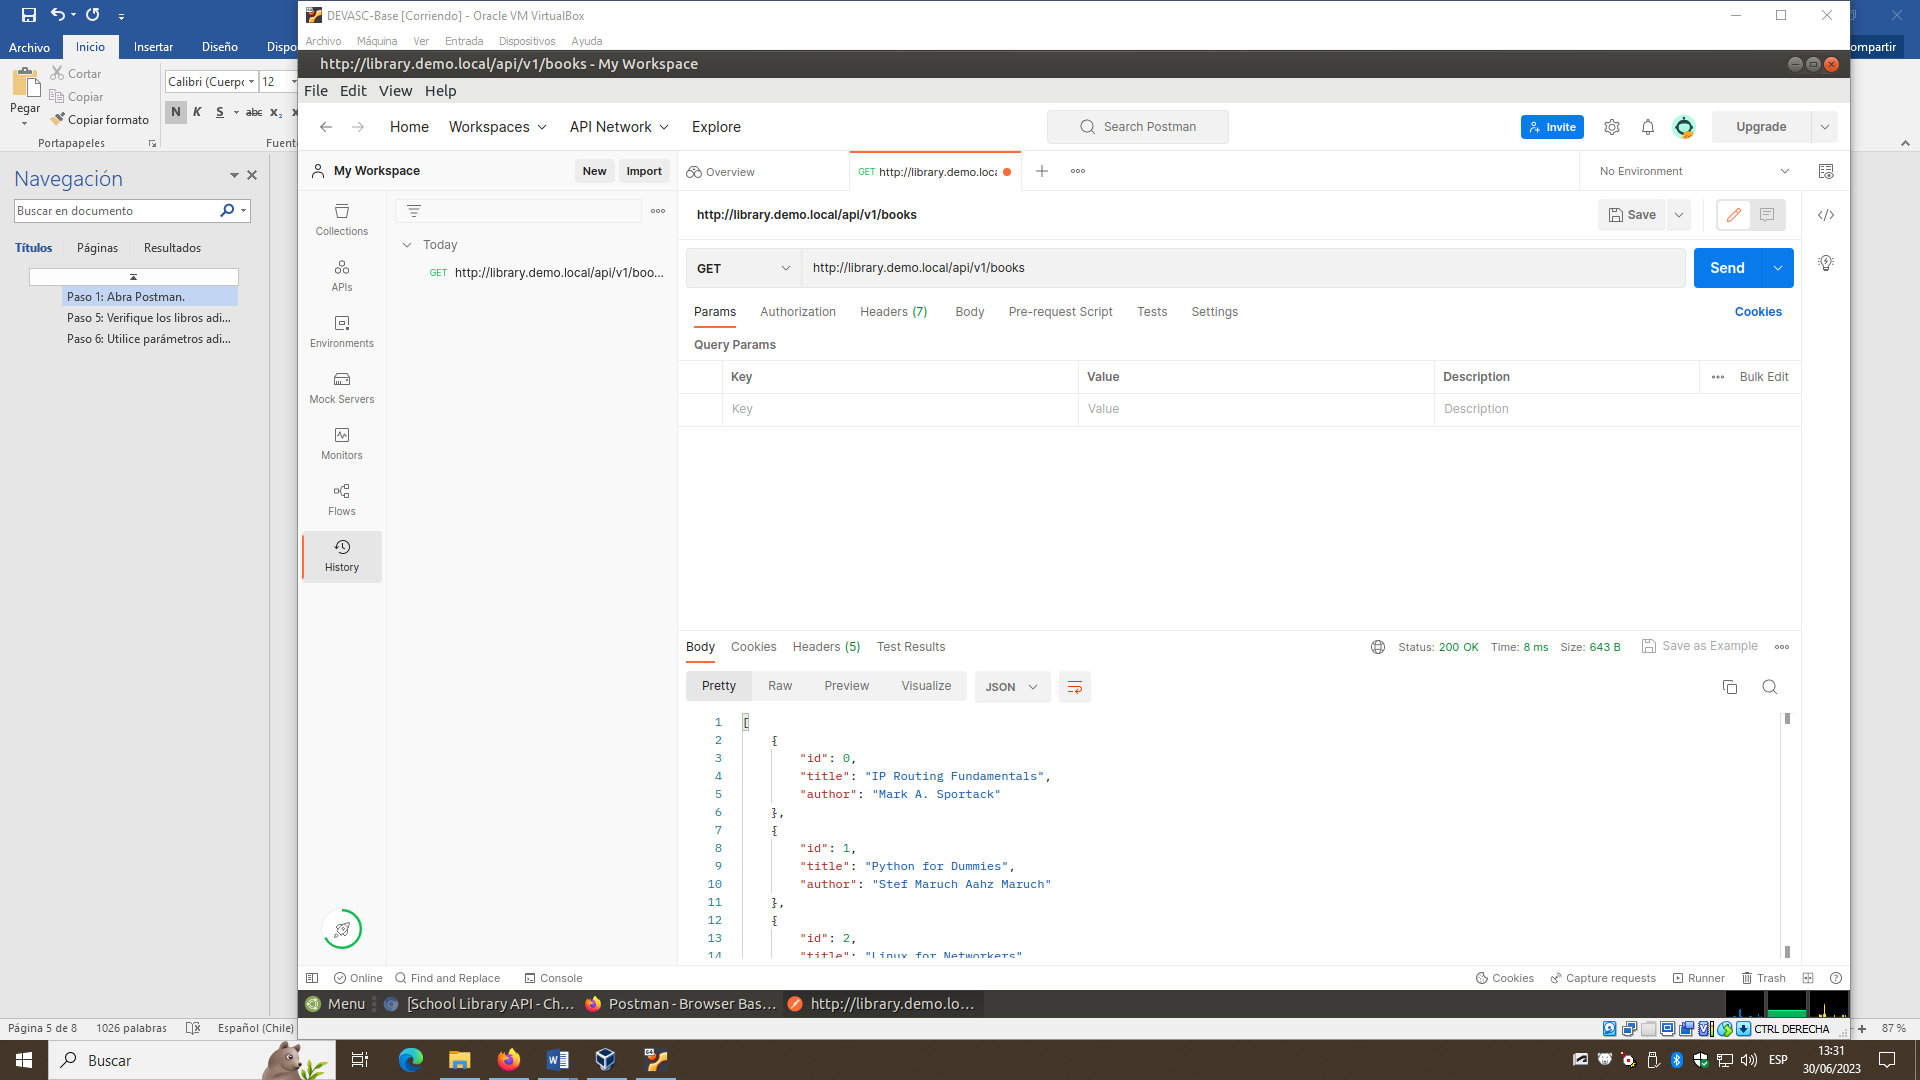 DEVASC-Base [Corriendo] - Oracle VM VirtualBox
Archivo Inicio Insertar Diseño Dispo
Archivo Máquina Ver Entrada Dispositivos Ayuda
ompartir
http://library.demo.local/api/v1/books - My Workspace
Cortar
Copiar
Copiar formato
Pegar
Portapapeles
Calibri (Cuerpo 12
N K S abc x₂ x
Fuent
File Edit View Help
Home Workspaces API Network Explore
Search Postman
Invite
Upgrade
Navegación
Buscar en documento
Títulos Páginas Resultados
Paso 1: Abra Postman.
Paso 5: Verifique los libros adi...
Paso 6: Utilice parámetros adi...
My Workspace
New Import
Overview
GET http://library.demo.loca
No Environment
Collections
APIs
Environments
Mock Servers
Monitors
Flows
History
Today
GET http://library.demo.local/api/v1/boo...
http://library.demo.local/api/v1/books
Save
GET http://library.demo.local/api/v1/books Send
Params Authorization Headers (7) Body Pre-request Script Tests Settings Cookies
Query Params
Key Value Description Bulk Edit
Key Value Description
Body Cookies Headers (5) Test Results
Status: 200 OK Time: 8 ms Size: 643 B Save as Example
Pretty Raw Preview Visualize JSON
1 [
2 {
3 "id": 0,
4 "title": "IP Routing Fundamentals",
5 "author": "Mark A. Sportack"
6 },
7 {
8 "id": 1,
9 "title": "Python for Dummies",
10 "author": "Stef Maruch Aahz Maruch"
11 },
12 {
13 "id": 2,
14 "title": "Linux for Networkers"
Online Find and Replace Console Cookies Capture requests Runner Trash
Menu [School Library API - Ch... Postman - Browser Bas... http://library.demo.lo...
CTRL DERECHA
Página 5 de 8 1026 palabras Español (Chile)
87 %
Buscar
ESP
13:31
30/06/2023